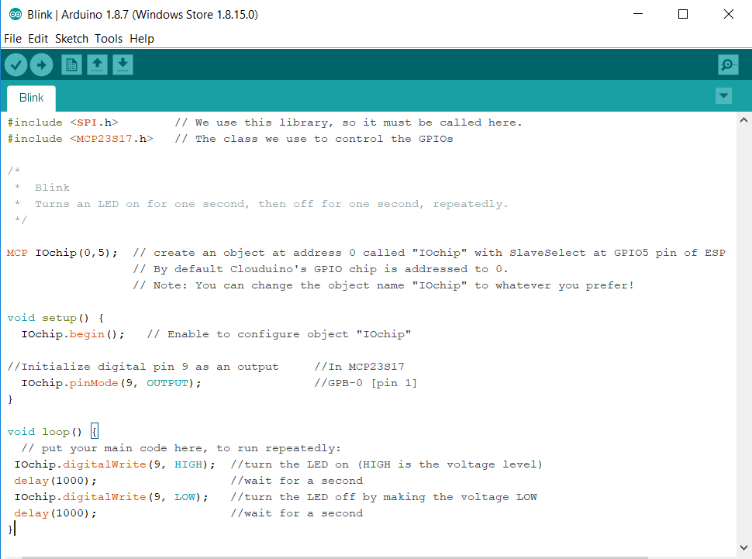 Blink | Arduino 1.8.7 (Windows Store 1.8.15.0)
File Edit Sketch Tools Help
Blink
#include <SPI.h> // We use this library, so it must be called here.
#include <MCP23S17.h> // The class we use to control the GPIOs
/*
* Blink
* Turns an LED on for one second, then off for one second, repeatedly.
*/
MCP IOchip(0,5); // create an object at address 0 called "IOchip" with SlaveSelect at GPIO5 pin of ESP
// By default Clouduino's GPIO chip is addressed to 0.
// Note: You can change the object name "IOchip" to whatever you prefer!
void setup() {
IOchip.begin(); // Enable to configure object "IOchip"
//Initialize digital pin 9 as an output //In MCP23S17
IOchip.pinMode(9, OUTPUT); //GPB-0 [pin 1]
}
void loop() {
// put your main code here, to run repeatedly:
IOchip.digitalWrite(9, HIGH); //turn the LED on (HIGH is the voltage level)
delay(1000); //wait for a second
IOchip.digitalWrite(9, LOW); //turn the LED off by making the voltage LOW
delay(1000); //wait for a second
}